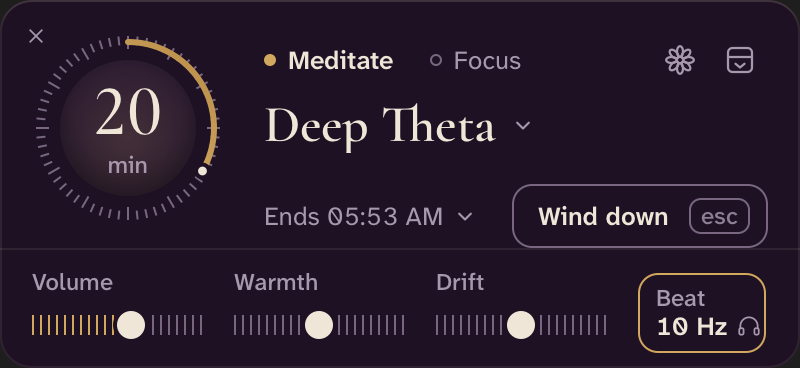 20
min
Meditate
Focus
Deep Theta
Ends 05:53 AM
Wind down esc
Volume
Warmth
Drift
Beat
10 Hz